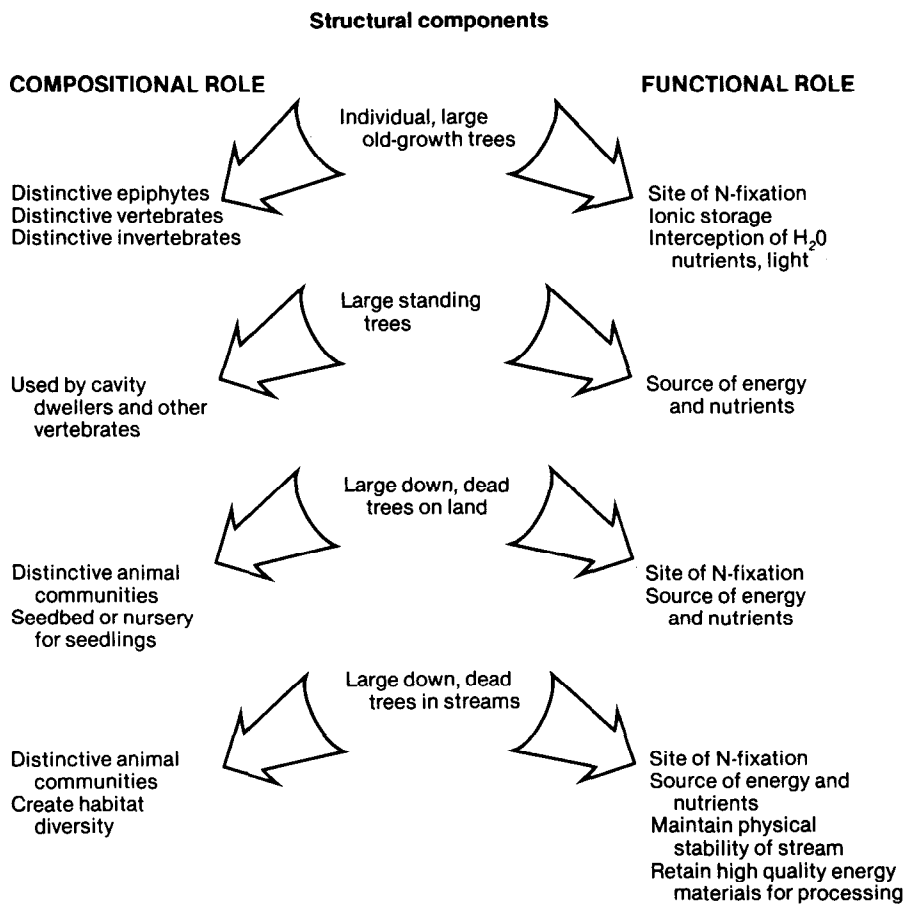 Structural components
COMPOSITIONAL ROLE
FUNCTIONAL ROLE
Individual, large
old-growth trees
Distinctive epiphytes
Distinctive vertebrates
Distinctive invertebrates
Site of N-fixation
Ionic storage
Interception of H₂0
nutrients, light
Large standing
trees
Used by cavity
dwellers and other
vertebrates
Source of energy
and nutrients
Large down, dead
trees on land
Distinctive animal
communities
Seedbed or nursery
for seedlings
Site of N-fixation
Source of energy
and nutrients
Large down, dead
trees in streams
Distinctive animal
communities
Create habitat
diversity
Site of N-fixation
Source of energy and
nutrients
Maintain physical
stability of stream
Retain high quality energy
materials for processing